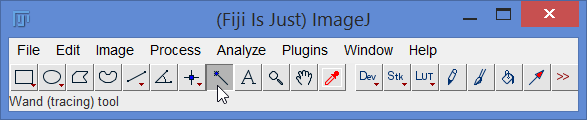 (Fiji Is Just) ImageJ
File Edit Image Process Analyze Plugins Window Help
A Dev Stk LUT >>
Wand (tracing) tool